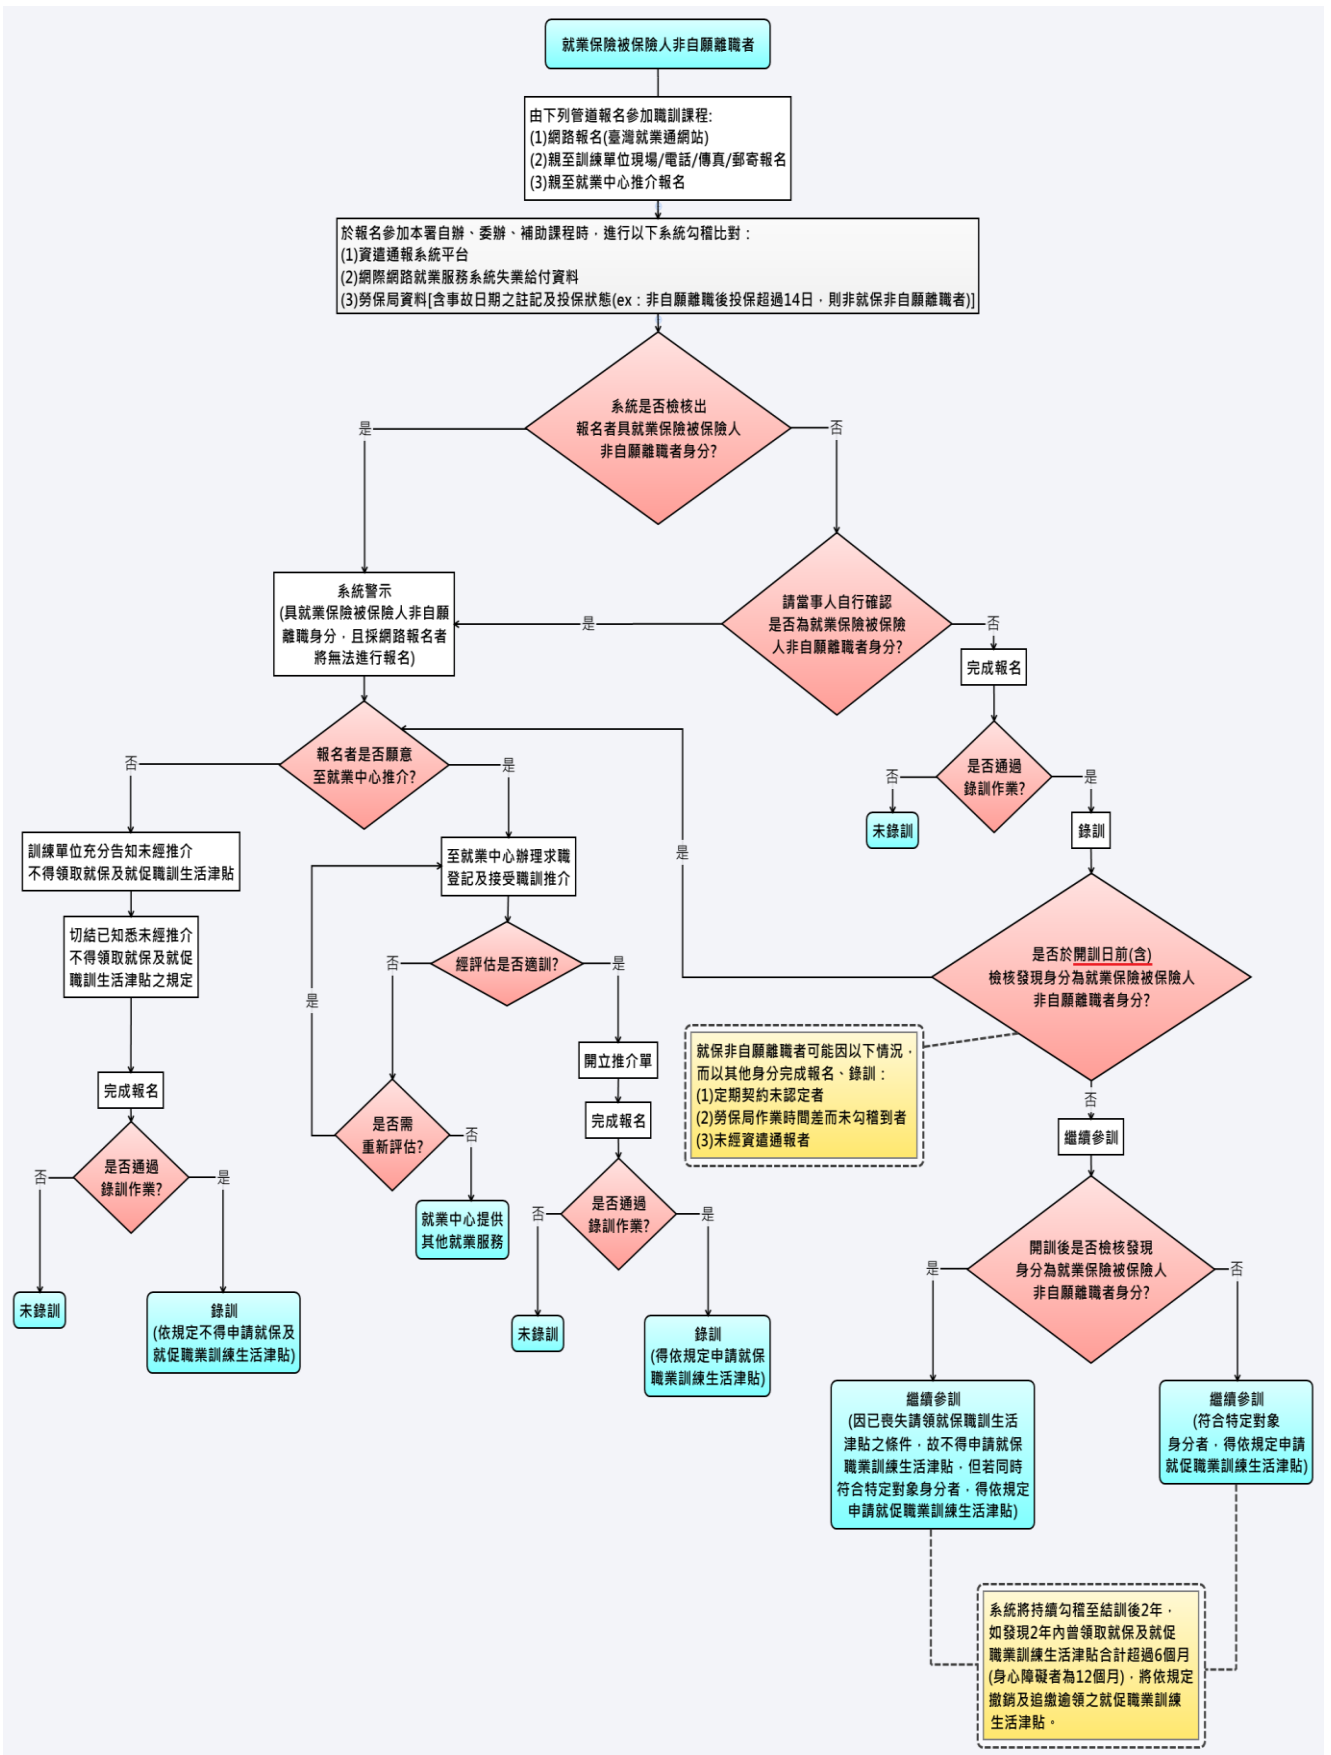 就業保險被保險人非自願離職者
由下列管道報名參加職訓課程:
(1)網路報名(臺灣就業通網站)
(2)親至訓練單位現場/電話/傳真/郵寄報名
(3)親至就業中心推介報名
於報名參加本署自辦、委辦、補助課程時，進行以下系統勾稽比對：
(1)資遣通報系統平台
(2)網際網路就業服務系統失業給付資料
(3)勞保局資料[含事故日期之註記及投保狀態(ex：非自願離職後投保超過14日，則非就保非自願離職者)]
系統是否檢核出
報名者具就業保險被保險人
非自願離職者身分?
是
否
系統警示
(具就業保險被保險人非自願
離職身分，且採網路報名者
將無法進行報名)
請當事人自行確認
是否為就業保險被保險
人非自願離職者身分?
是
否
完成報名
報名者是否願意
至就業中心推介?
否
是
是否通過
錄訓作業?
否
是
未錄訓
錄訓
訓練單位充分告知未經推介
不得領取就保及就促職訓生活津貼
至就業中心辦理求職
登記及接受職訓推介
是
切結已知悉未經推介
不得領取就保及就促
職訓生活津貼之規定
經評估是否適訓?
否
是
是否於開訓日前(含)
檢核發現身分為就業保險被保險人
非自願離職者身分?
是
開立推介單
就保非自願離職者可能因以下情況，
而以其他身分完成報名、錄訓：
(1)定期契約未認定者
(2)勞保局作業時間差而未勾稽到者
(3)未經資遣通報者
否
完成報名
完成報名
是否需
重新評估?
否
繼續參訓
是否通過
錄訓作業?
否
是
就業中心提供
其他就業服務
是否通過
錄訓作業?
否
是
開訓後是否檢核發現
身分為就業保險被保險人
非自願離職者身分?
是
否
未錄訓
錄訓
(依規定不得申請就保及
就促職業訓練生活津貼)
未錄訓
錄訓
(得依規定申請就保
職業訓練生活津貼)
繼續參訓
(因已喪失請領就保職訓生活
津貼之條件，故不得申請就保
職業訓練生活津貼，但若同時
符合特定對象身分者，得依規定
申請就促職業訓練生活津貼)
繼續參訓
(符合特定對象
身分者，得依規定申請
就促職業訓練生活津貼)
系統將持續勾稽至結訓後2年，
如發現2年內曾領取就保及就促
職業訓練生活津貼合計超過6個月
(身心障礙者為12個月)，將依規定
撤銷及追繳逾領之就促職業訓練
生活津貼。